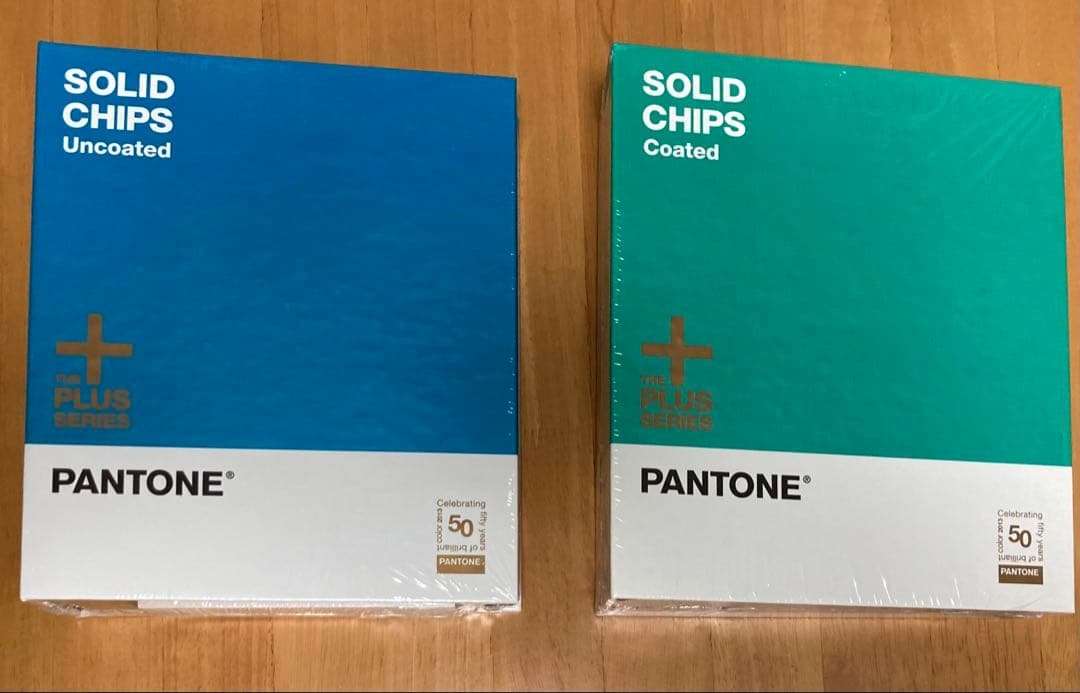 SOLID
CHIPS
Uncoated
THE
PLUS
SERIES
PANTONE®
Celebrating
fifty years
of brilliant
color 2013
50
PANTONE
SOLID
CHIPS
Coated
THE
PLUS
SERIES
PANTONE®
Celebrating
fifty years
of brilliant
color 2013
50
PANTONE